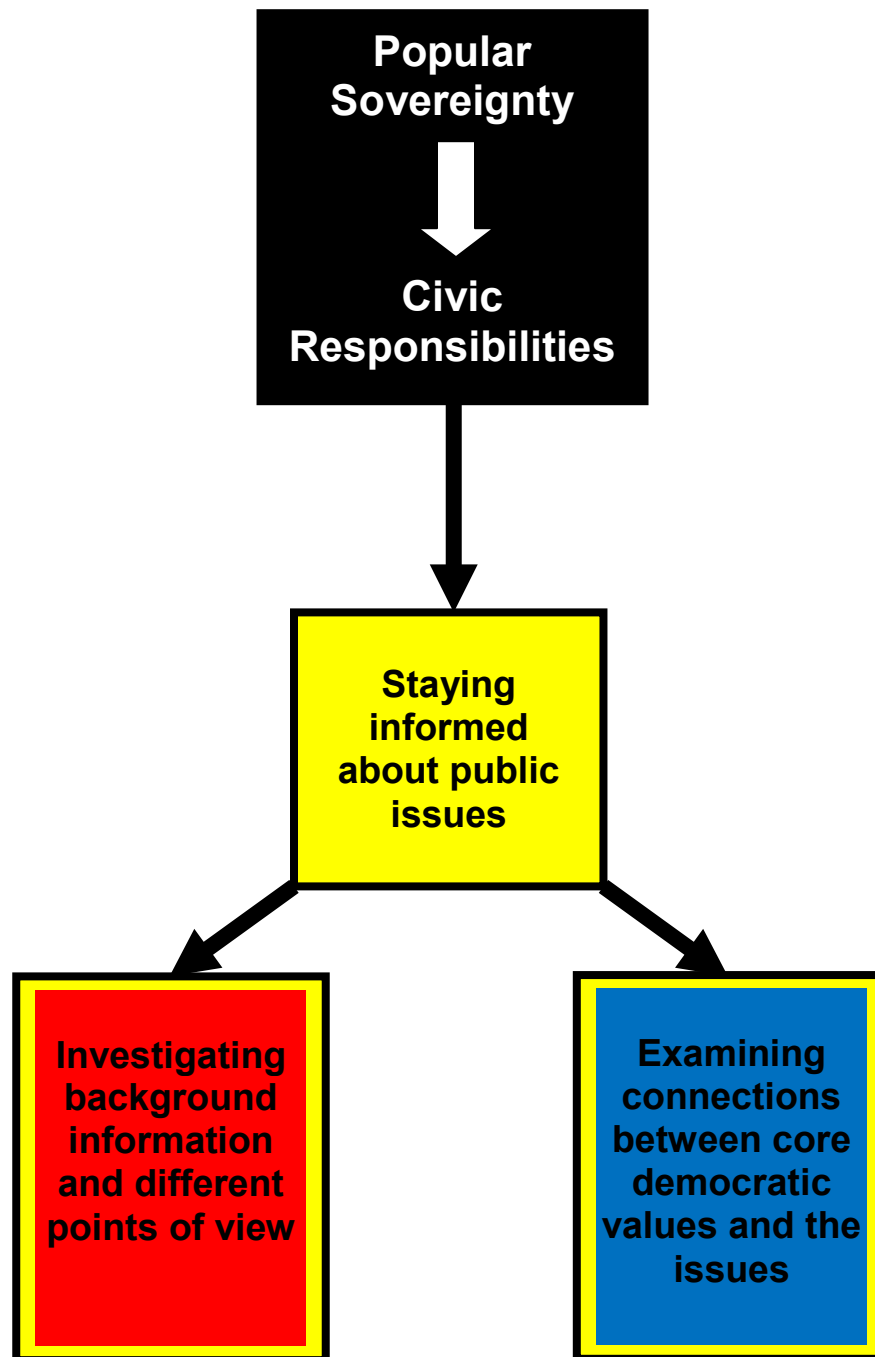 Popular
Sovereignty
Civic
Responsibilities
Staying
informed
about public
issues
Investigating
background
information
and different
points of view
Examining
connections
between core
democratic
values and the
issues